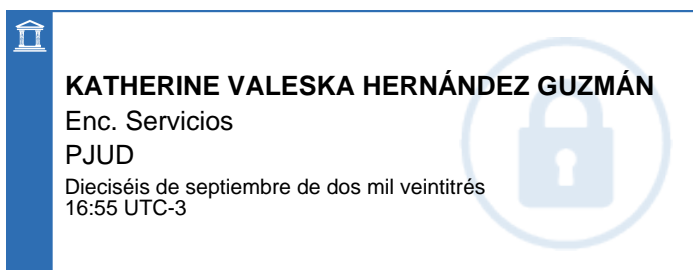 KATHERINE VALESKA HERNÁNDEZ GUZMÁN
Enc. Servicios
PJUD
Dieciséis de septiembre de dos mil veintitrés
16:55 UTC-3